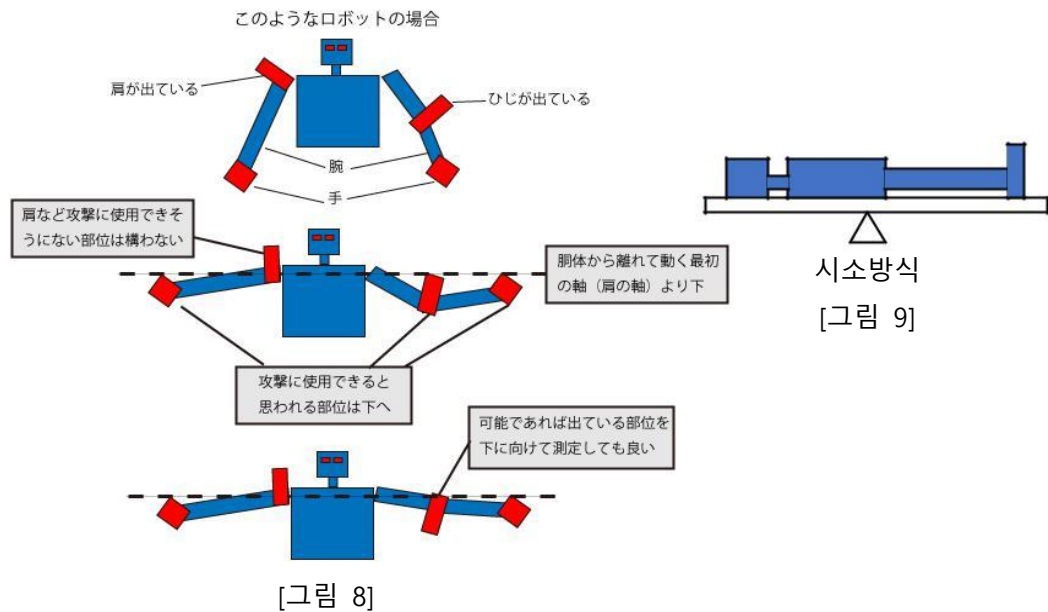 このようなロボットの場合
肩が出ている
ひじが出ている
腕
手
肩など攻撃に使用できそ
うにない部位は構わない
胴体から離れて動く最初
の軸（肩の軸）より下
攻撃に使用できると
思われる部位は下へ
可能であれば出ている部位を
下に向けて測定しても良い
[그림 8]
시소방식
[그림 9]